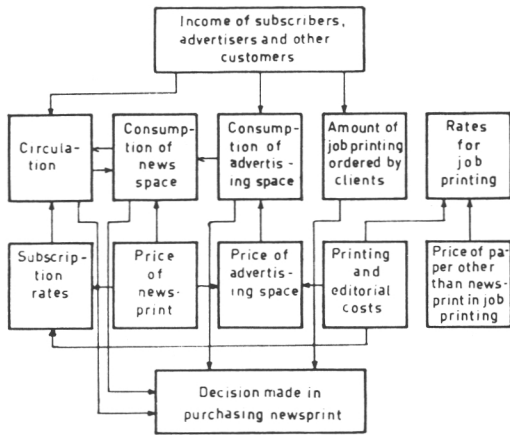 Income of subscribers,
advertisers and other
customers
Circula-
tion
Consump-
tion of
news
space
Consump-
tion of
advertis-
ing space
Amount of
job printing
ordered by
clients
Rates
for
job
printing
Subscrip-
tion
rates
Price
of
news-
print
Price of
advertis-
ing space
Printing
and
editorial
costs
Price of pa-
per other
than news-
print in job
printing
Decision made in
purchasing newsprint